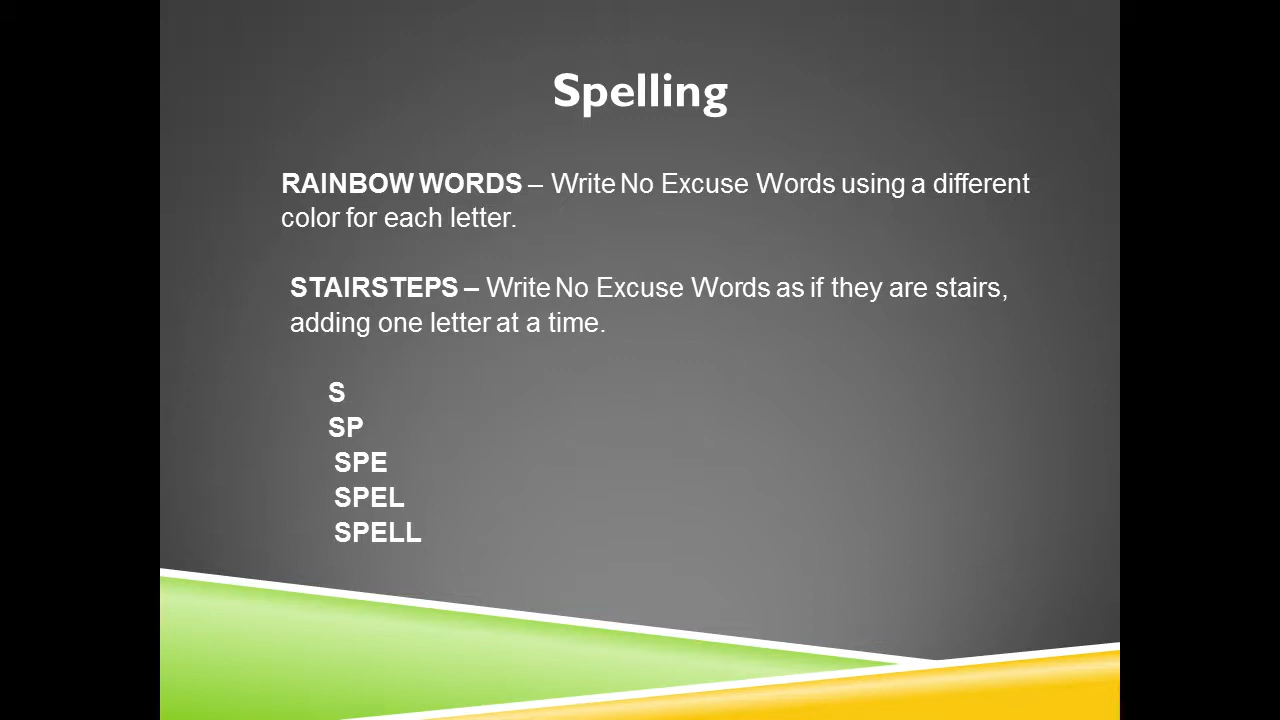 Spelling
RAINBOW WORDS – Write No Excuse Words using a different
color for each letter.
STAIRSTEPS – Write No Excuse Words as if they are stairs,
adding one letter at a time.
S
SP
SPE
SPEL
SPELL